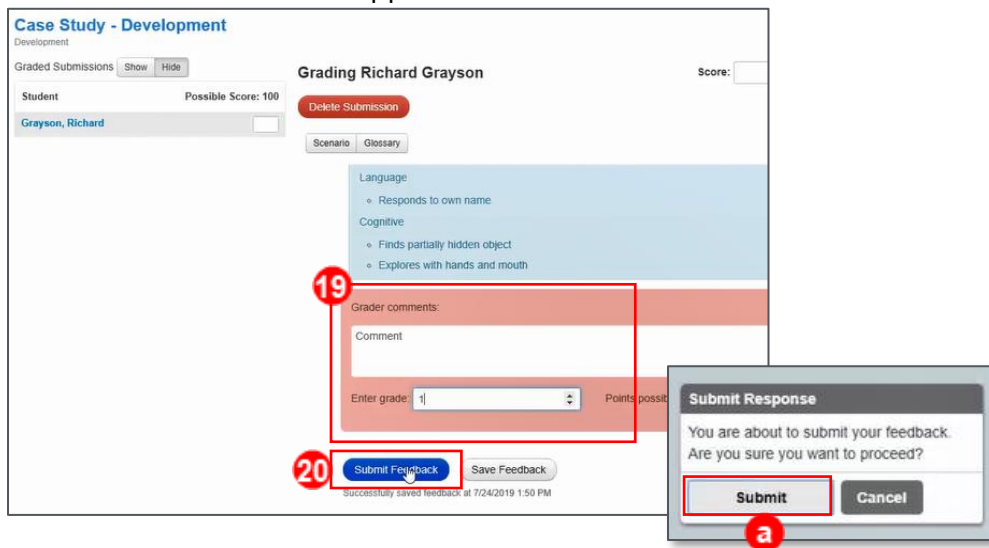 Case Study - Development
Development
Graded Submissions Show Hide
Student Possible Score: 100
Grayson, Richard
Grading Richard Grayson Score:
Delete Submission
Scenario Glossary
Language
Responds to own name
Cognitive
Finds partially hidden object
Explores with hands and mouth
19
Grader comments:
Comment
Enter grade: 1 Points
20
Submit Feedback Save Feedback
Successfully saved feedback at 7/24/2019 1:50 PM
Submit Response
You are about to submit your feedback.
Are you sure you want to proceed?
Submit Cancel
a